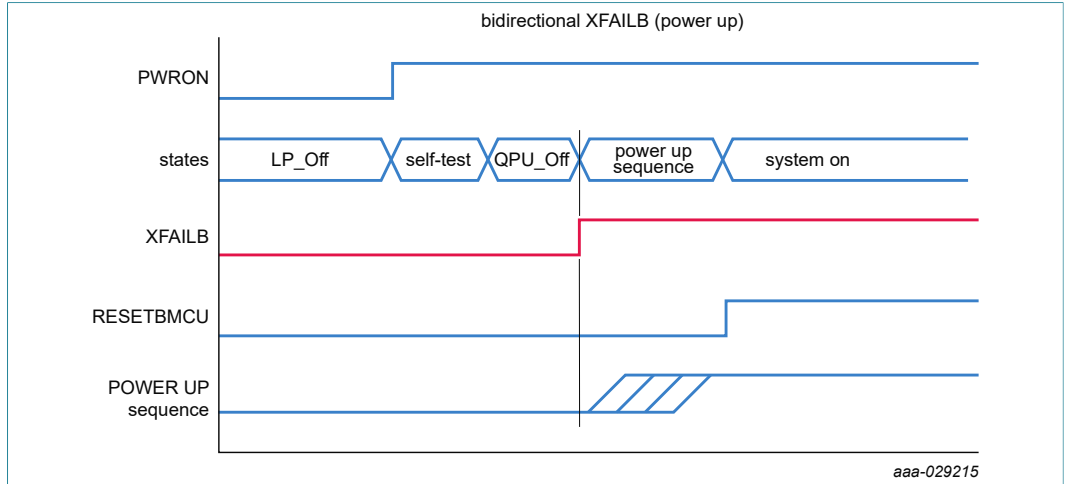 bidirectional XFAILB (power up)
PWRON
states
LP_Off
self-test
QPU_Off
power up
sequence
system on
XFAILB
RESETBMCU
POWER UP
sequence
aaa-029215